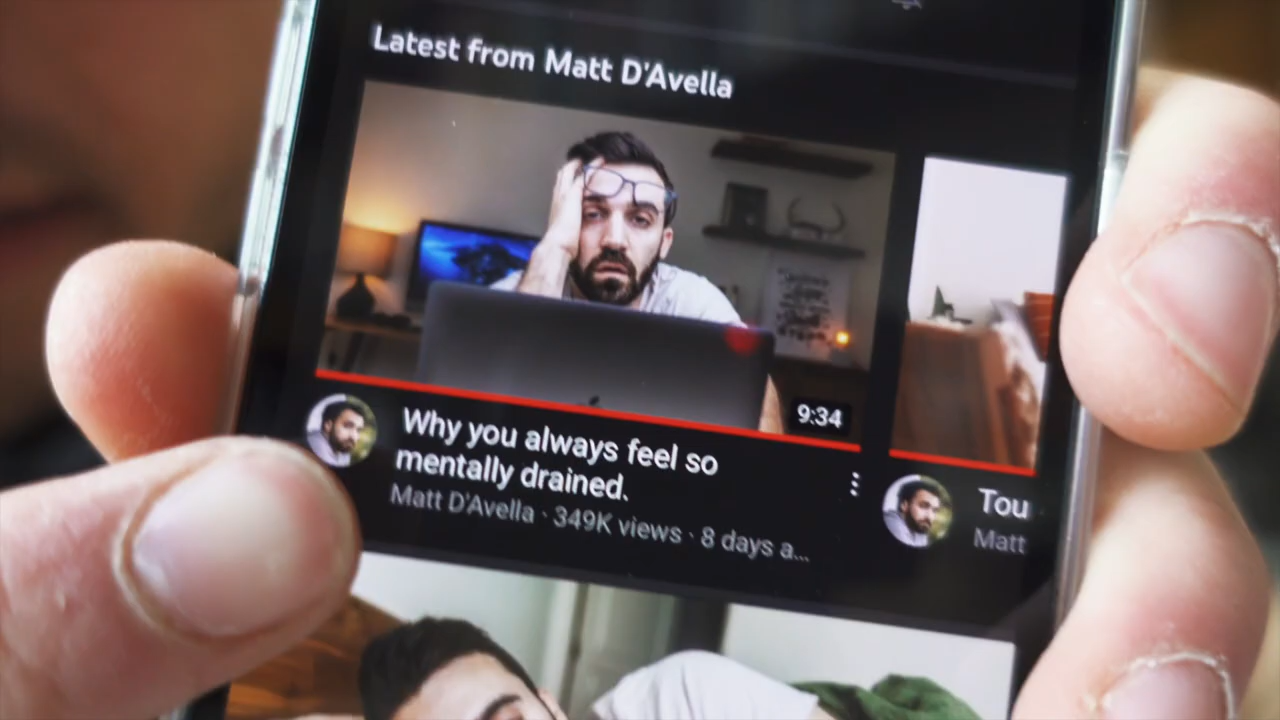 Latest from Matt D'Avella
9:34
Why you always feel so
mentally drained.
Matt D'Avella · 349K views · 8 days a...
Tou
Matt